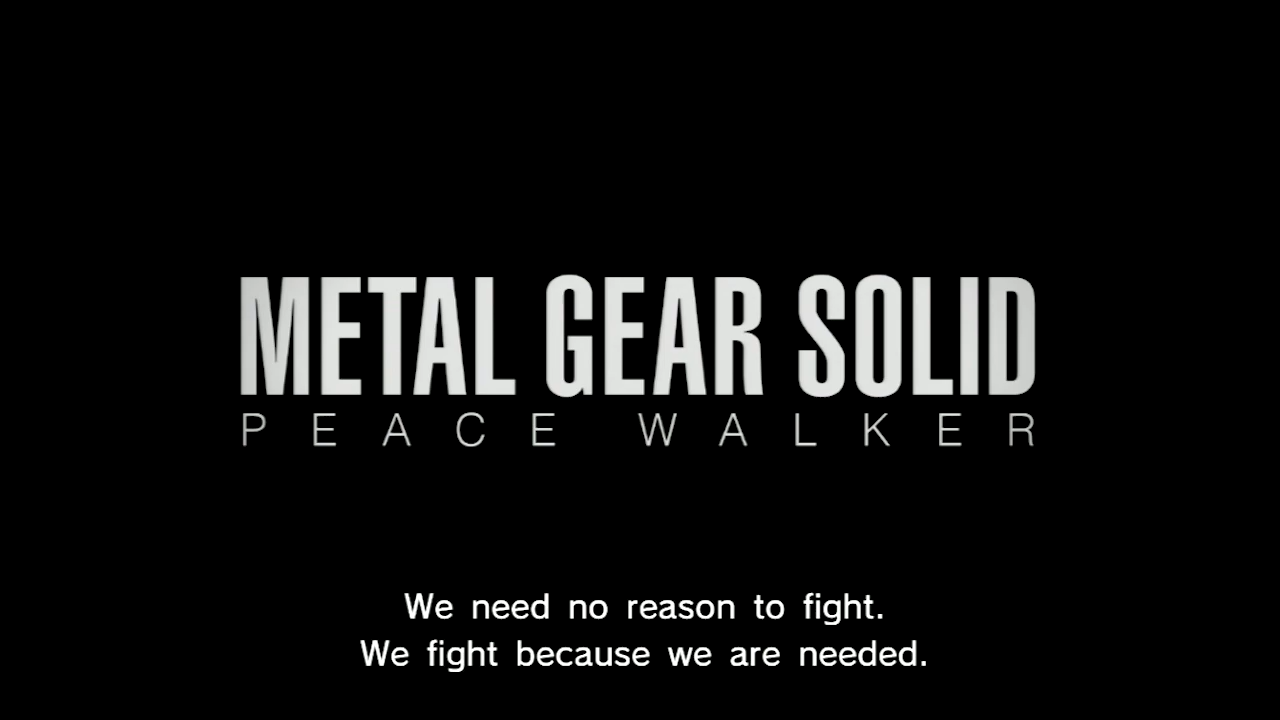 METAL GEAR SOLID
PEACE WALKER
We need no reason to fight.
We fight because we are needed.